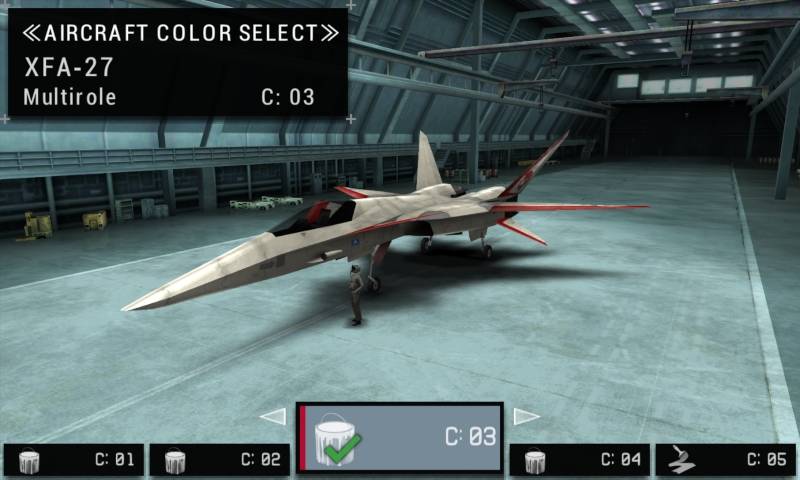 ≪AIRCRAFT COLOR SELECT≫
XFA-27
Multirole C: 03
C: 03
C: 01
C: 02
C: 04
C: 05